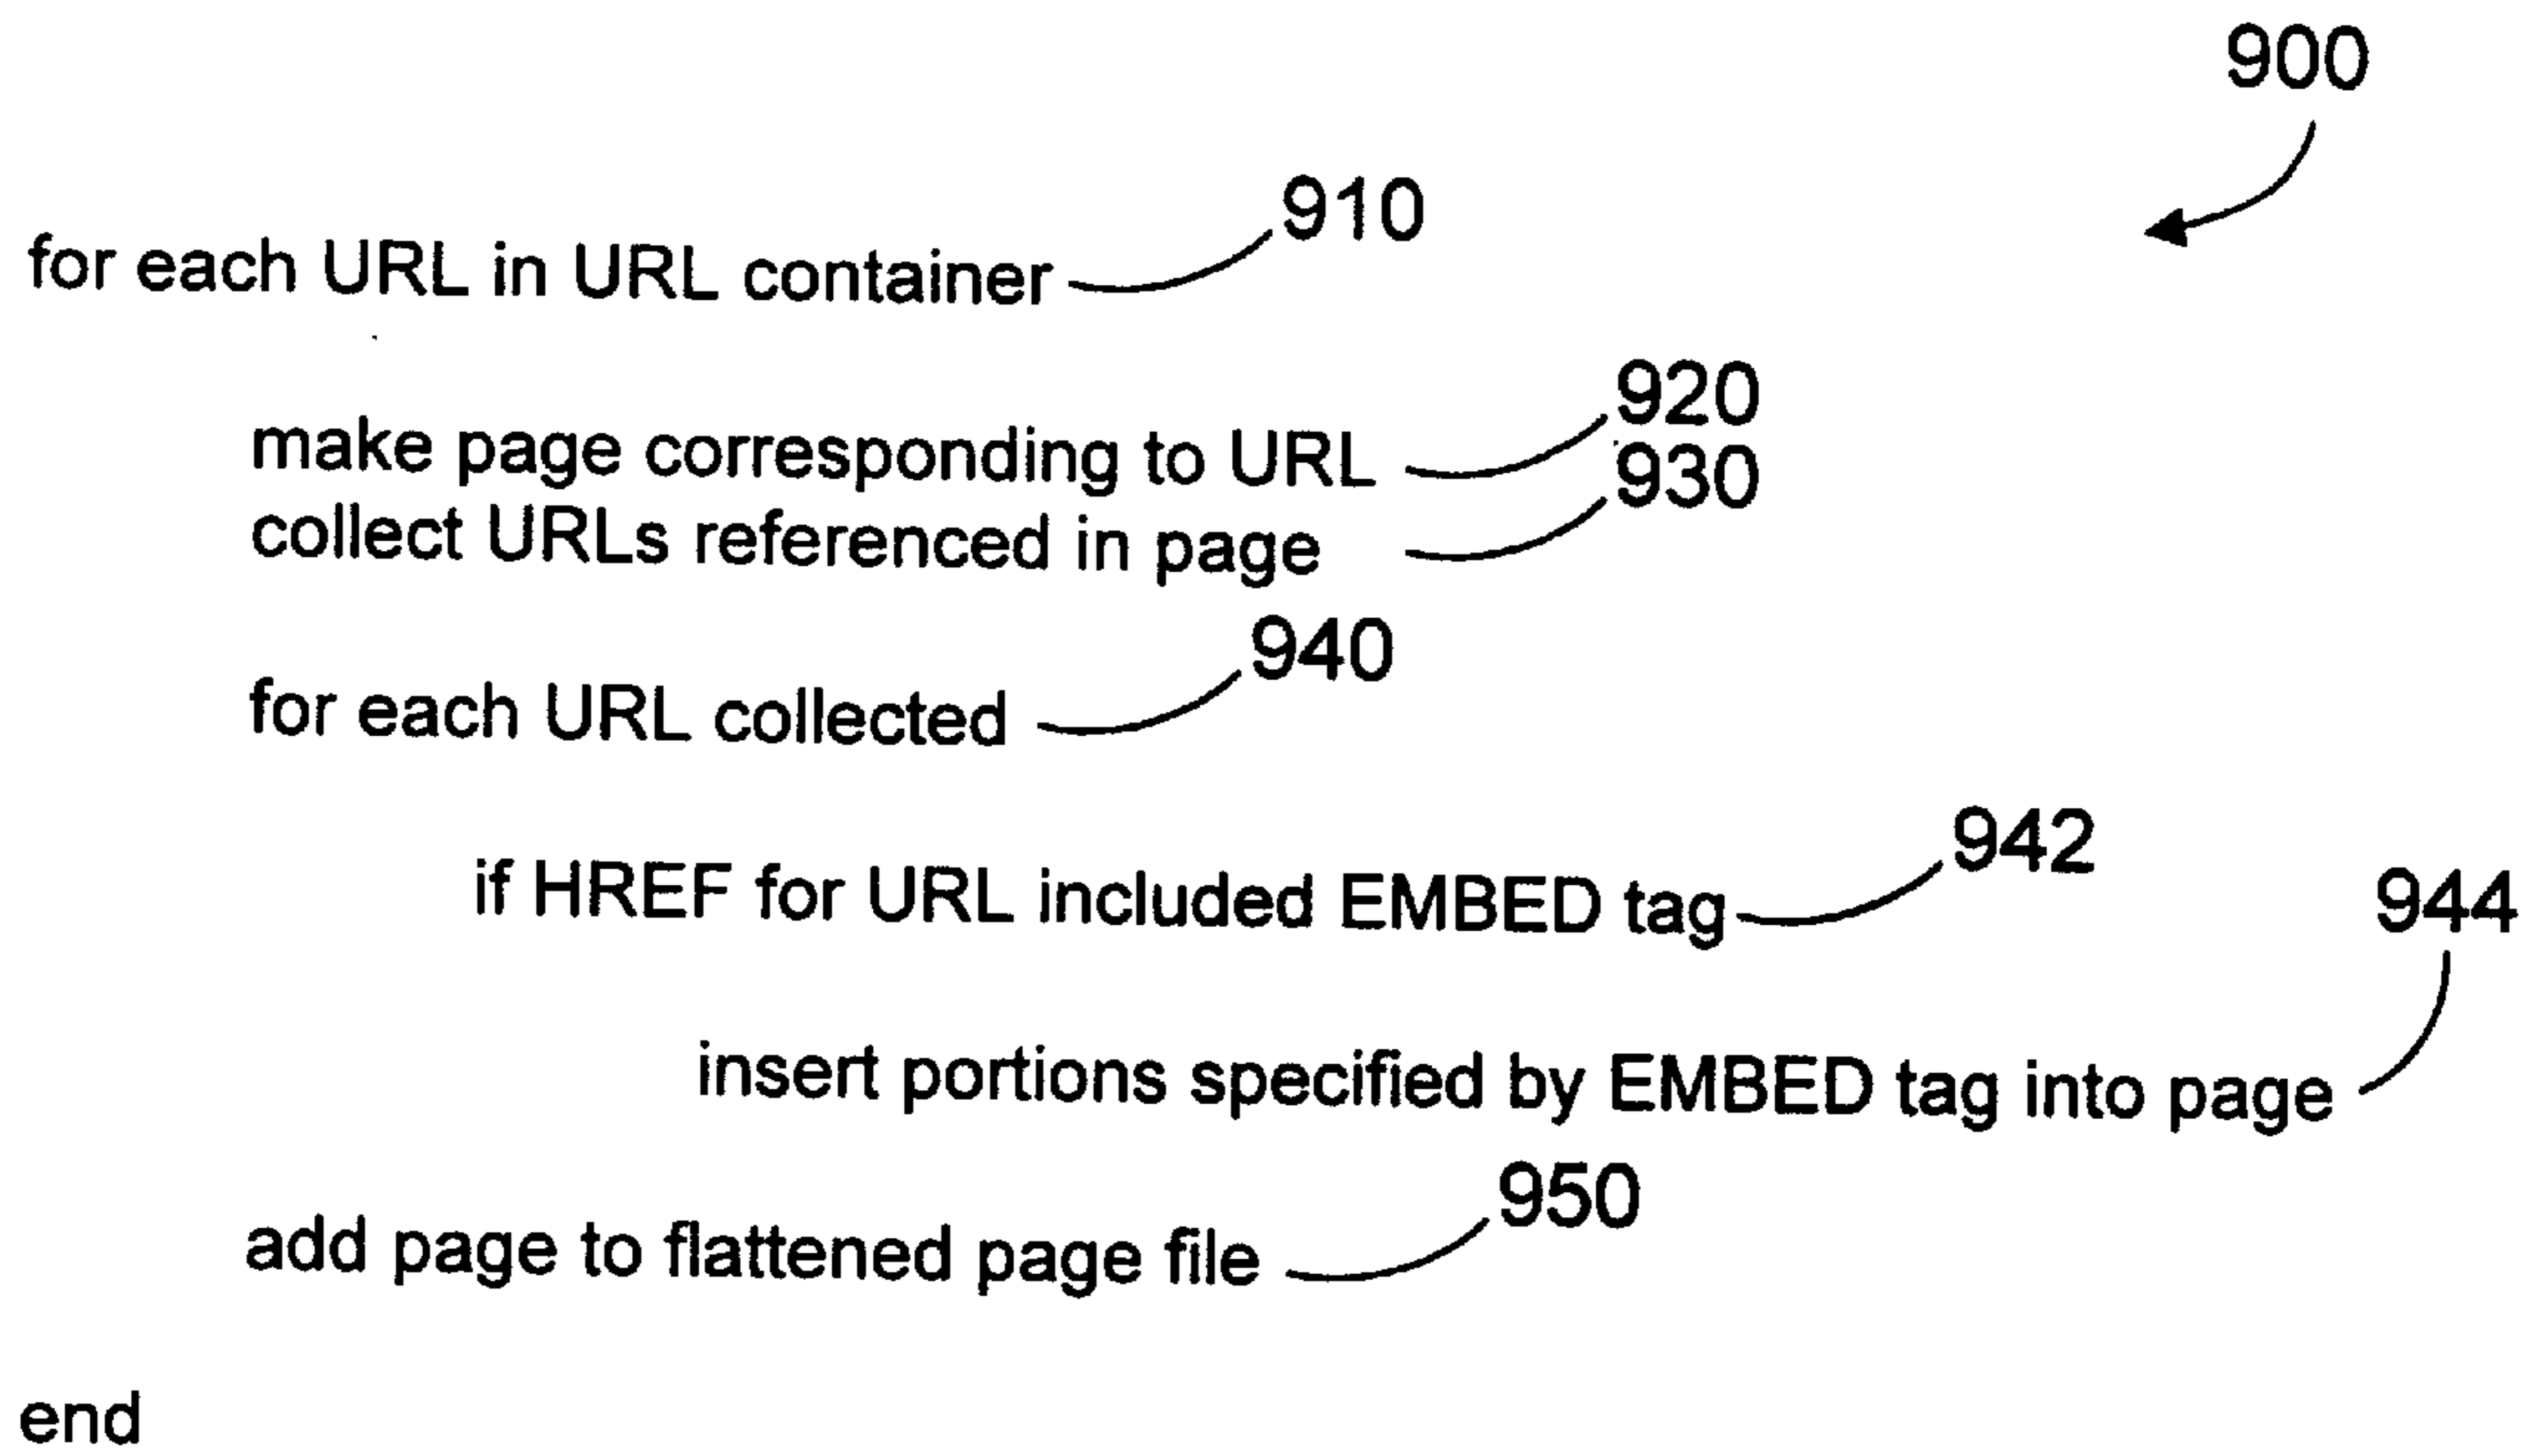 900
for each URL in URL container 910
make page corresponding to URL 920
collect URLs referenced in page 930
for each URL collected 940
if HREF for URL included EMBED tag 942
944
insert portions specified by EMBED tag into page
add page to flattened page file 950
end